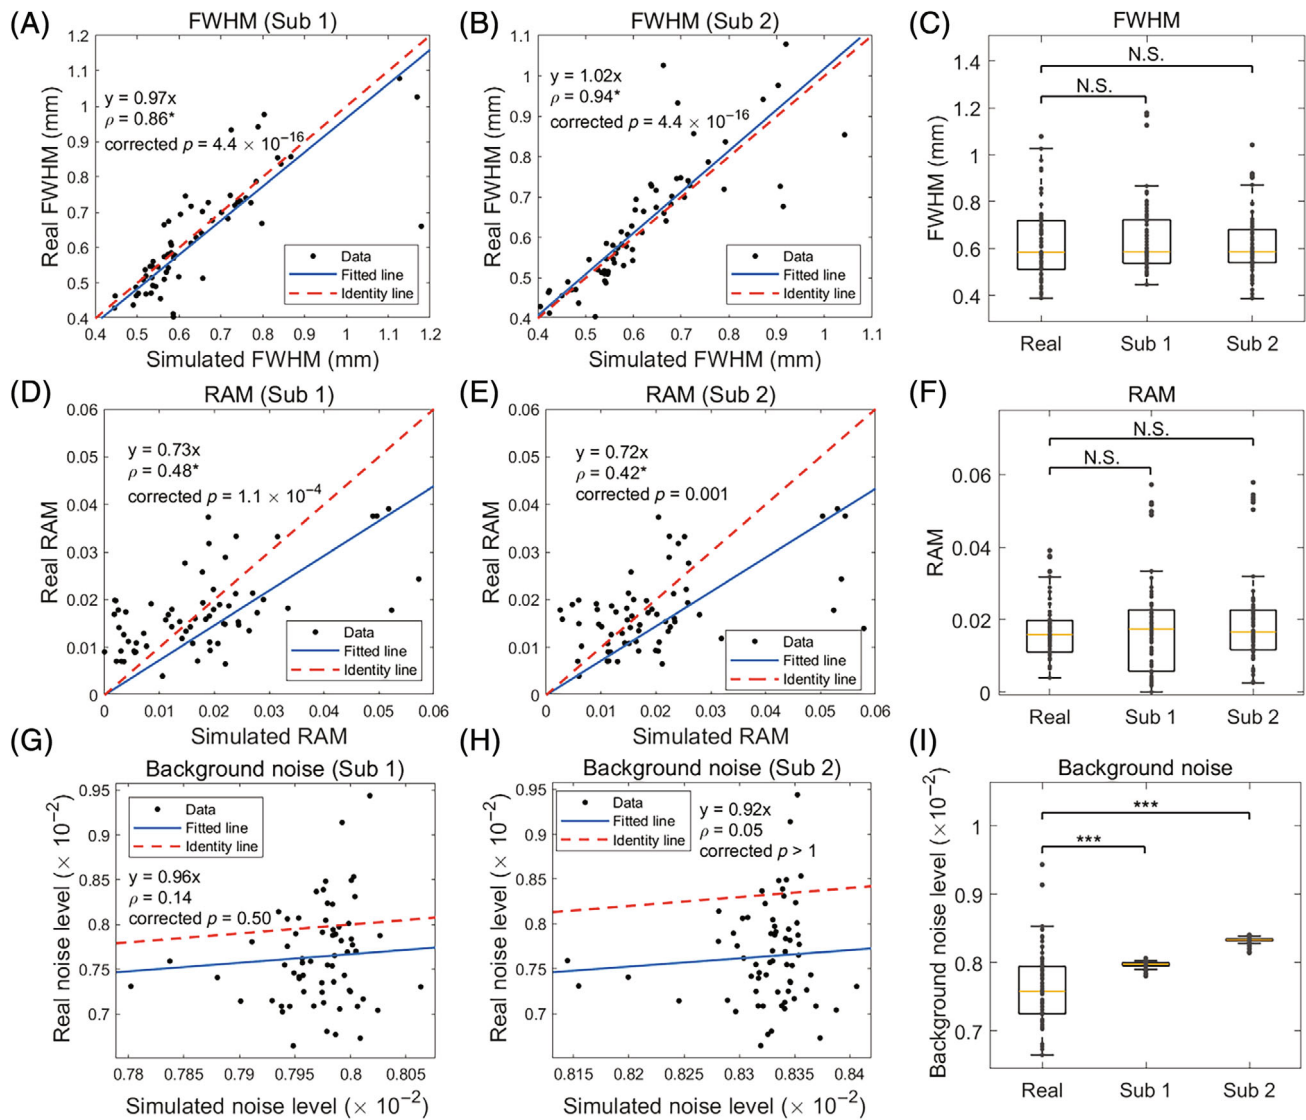 (A)
FWHM (Sub 1)
1.2
1.1
1
0.9
0.8
0.7
0.6
0.5
0.4
Real FWHM (mm)
y = 0.97x
ρ = 0.86*
corrected p = 4.4 × 10⁻¹⁶
Data
Fitted line
Identity line
0.4 0.5 0.6 0.7 0.8 0.9 1 1.1 1.2
Simulated FWHM (mm)
(B)
FWHM (Sub 2)
1.1
1
0.9
0.8
0.7
0.6
0.5
0.4
Real FWHM (mm)
y = 1.02x
ρ = 0.94*
corrected p = 4.4 × 10⁻¹⁶
Data
Fitted line
Identity line
0.4 0.5 0.6 0.7 0.8 0.9 1 1.1
Simulated FWHM (mm)
(C)
FWHM
1.4
1.2
1
0.8
0.6
0.4
FWHM (mm)
N.S.
N.S.
Real Sub 1 Sub 2
(D)
RAM (Sub 1)
0.06
0.05
0.04
0.03
0.02
0.01
0
Real RAM
y = 0.73x
ρ = 0.48*
corrected p = 1.1 × 10⁻⁴
Data
Fitted line
Identity line
0 0.01 0.02 0.03 0.04 0.05 0.06
Simulated RAM
(E)
RAM (Sub 2)
0.06
0.05
0.04
0.03
0.02
0.01
0
Real RAM
y = 0.72x
ρ = 0.42*
corrected p = 0.001
Data
Fitted line
Identity line
0 0.01 0.02 0.03 0.04 0.05 0.06
Simulated RAM
(F)
RAM
0.06
0.04
0.02
0
RAM
N.S.
N.S.
Real Sub 1 Sub 2
(G)
Background noise (Sub 1)
0.95
0.9
0.85
0.8
0.75
0.7
Real noise level (× 10⁻²)
Data
Fitted line
Identity line
y = 0.96x
ρ = 0.14
corrected p = 0.50
0.78 0.785 0.79 0.795 0.8 0.805
Simulated noise level (× 10⁻²)
(H)
Background noise (Sub 2)
0.95
0.9
0.85
0.8
0.75
0.7
Real noise level (× 10⁻²)
Data
Fitted line
Identity line
y = 0.92x
ρ = 0.05
corrected p > 1
0.815 0.82 0.825 0.83 0.835 0.84
Simulated noise level (× 10⁻²)
(I)
Background noise
1
0.9
0.8
0.7
Background noise level (× 10⁻²)
***
***
Real Sub 1 Sub 2